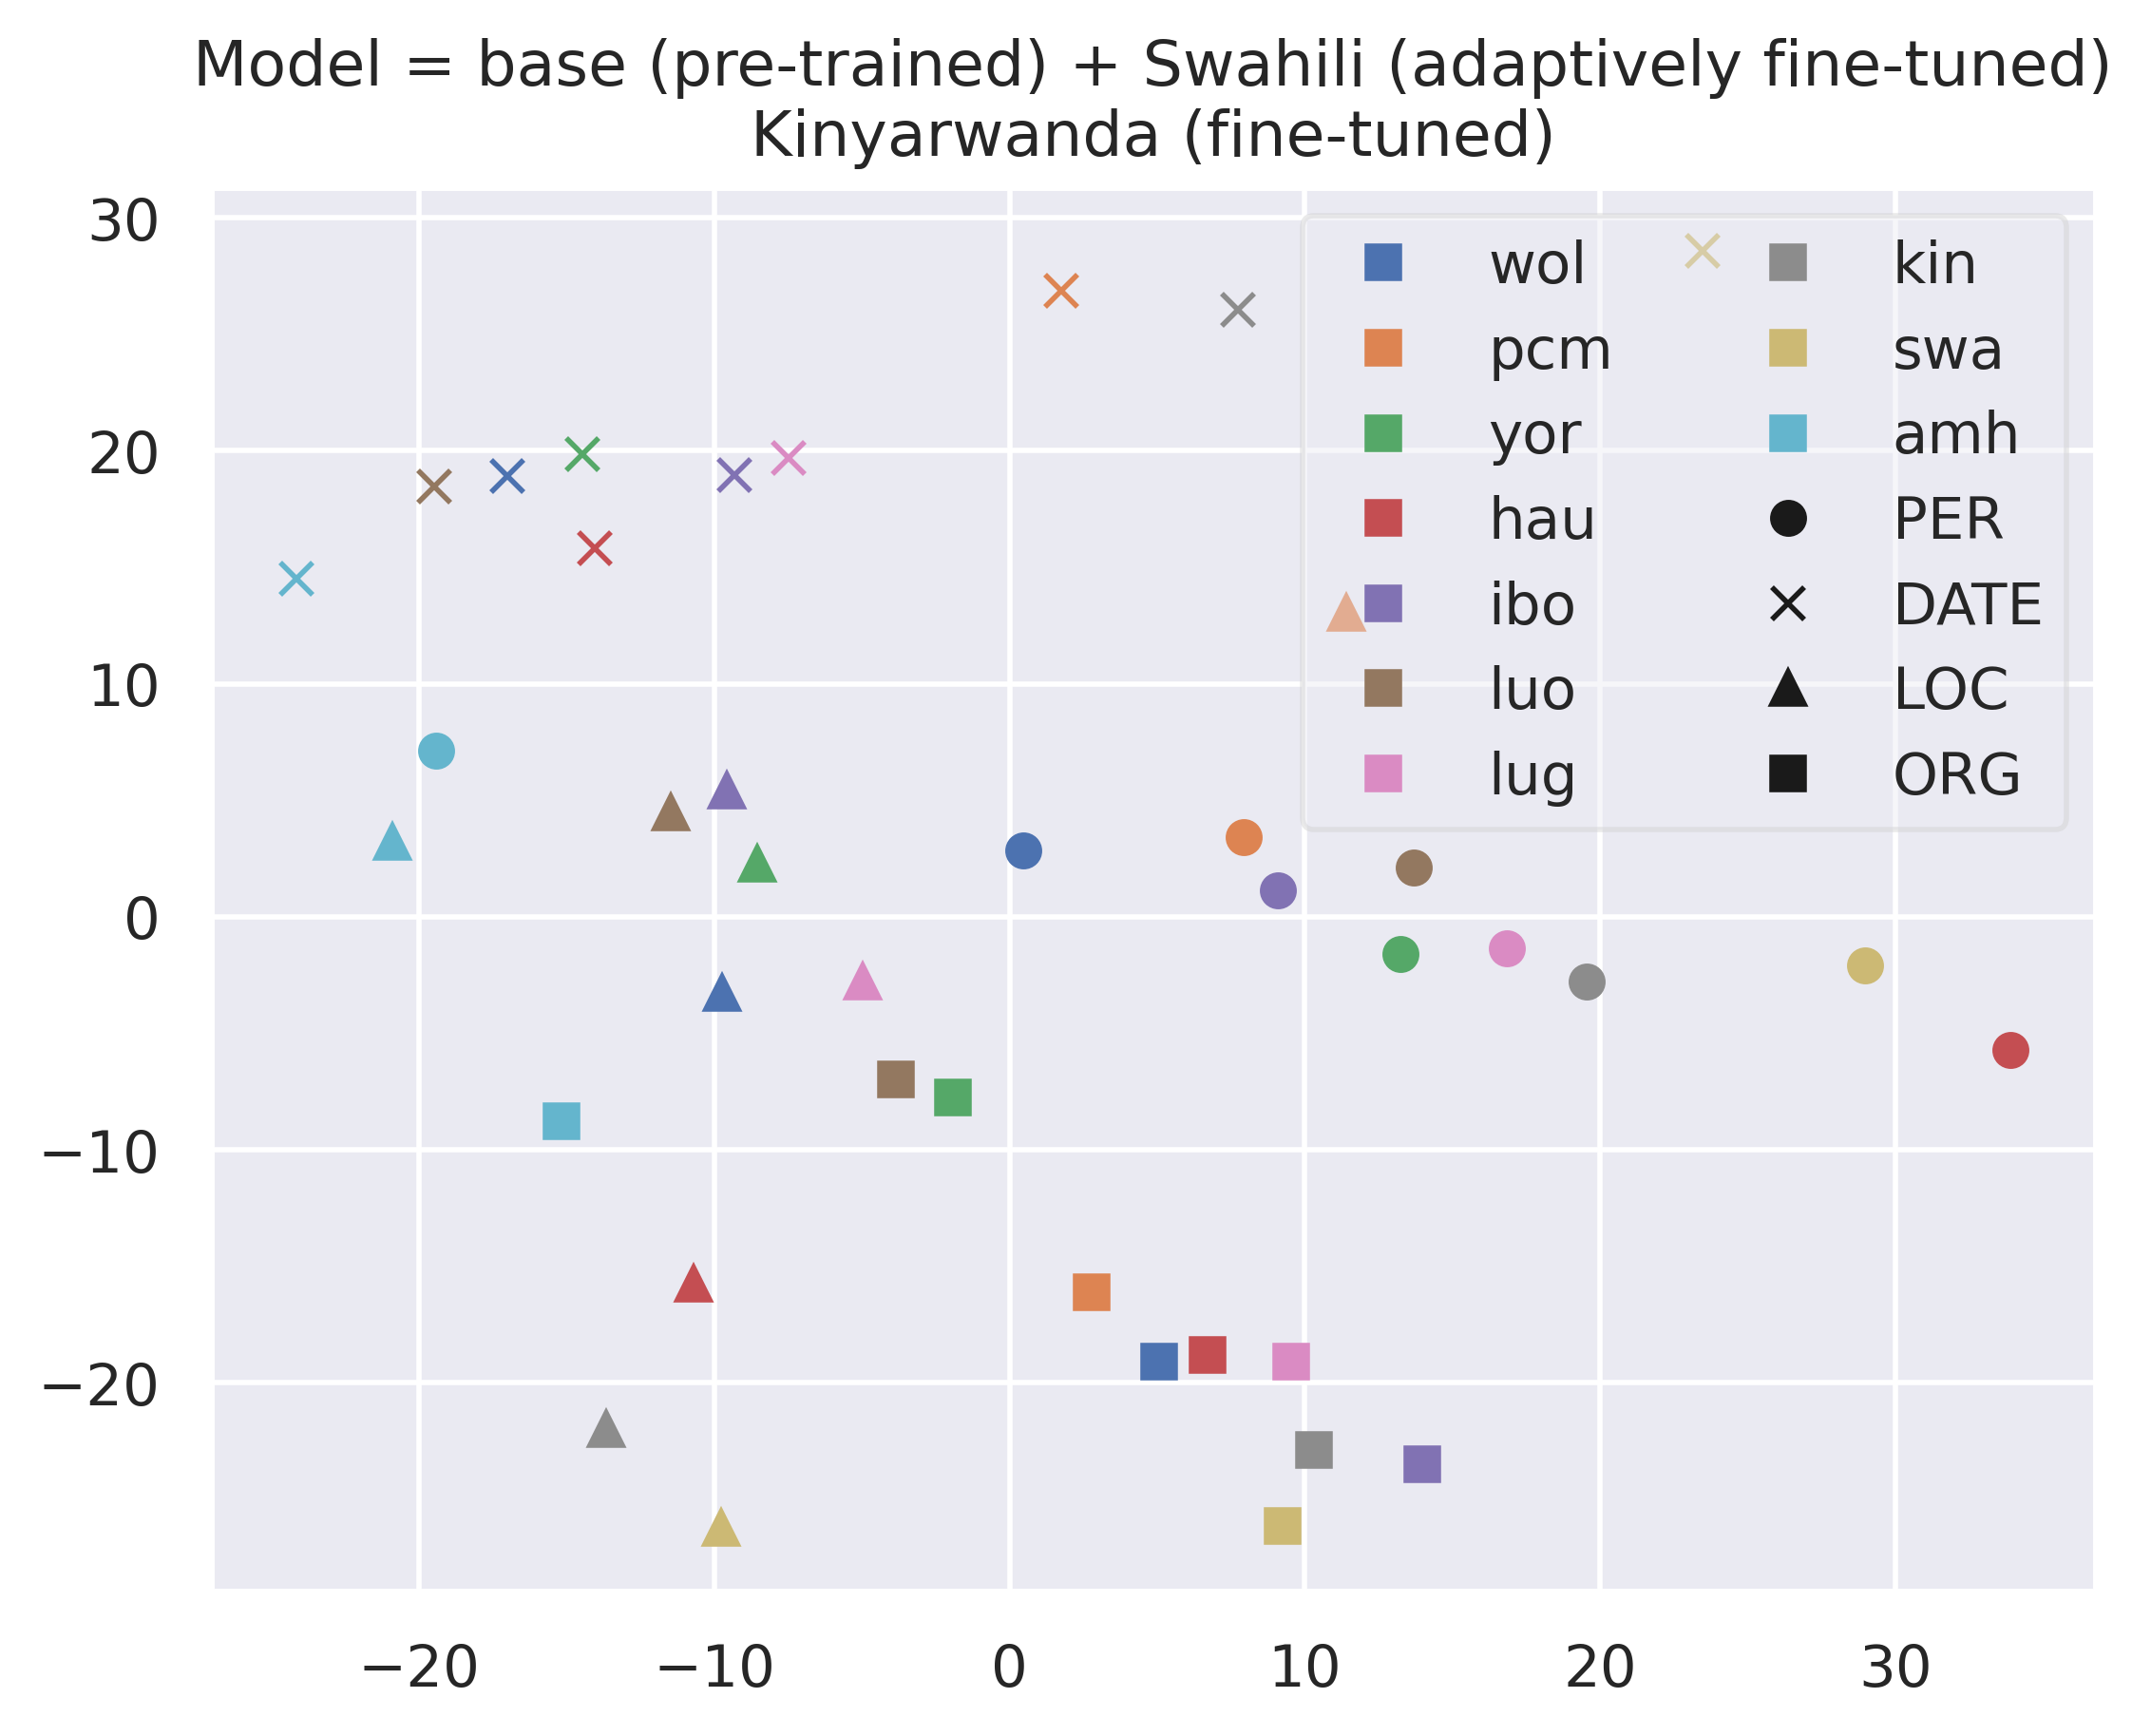 Model = base (pre-trained) + Swahili (adaptively fine-tuned)
Kinyarwanda (fine-tuned)
30
20
10
0
−10
−20
−20
−10
0
10
20
30
wol
pcm
yor
hau
ibo
luo
lug
kin
swa
amh
PER
DATE
LOC
ORG